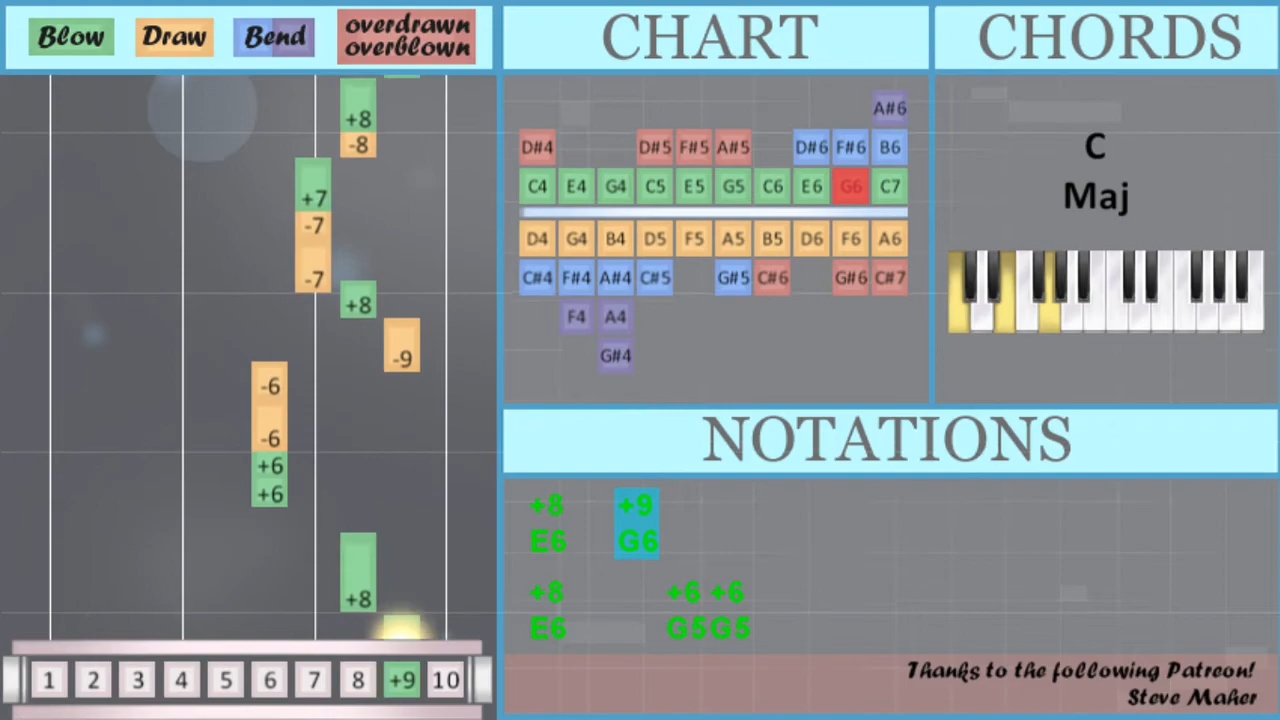 Blow Draw Bend overdrawn
overblown
CHART
CHORDS
+8
-8
+7
-7
-7
+8
-9
-6
-6
+6
+6
+8
1 2 3 4 5 6 7 8 +9 10
A#6
D#4 D#5 F#5 A#5 D#6 F#6 B6
C4 E4 G4 C5 E5 G5 C6 E6 G6 C7
D4 G4 B4 D5 F5 A5 B5 D6 F6 A6
C#4 F#4 A#4 C#5 G#5 C#6 G#6 C#7
F4 A4
G#4
C
Maj
NOTATIONS
+8 +9
E6 G6
+8 +6 +6
E6 G5 G5
Thanks to the following Patreon!
Steve Maher